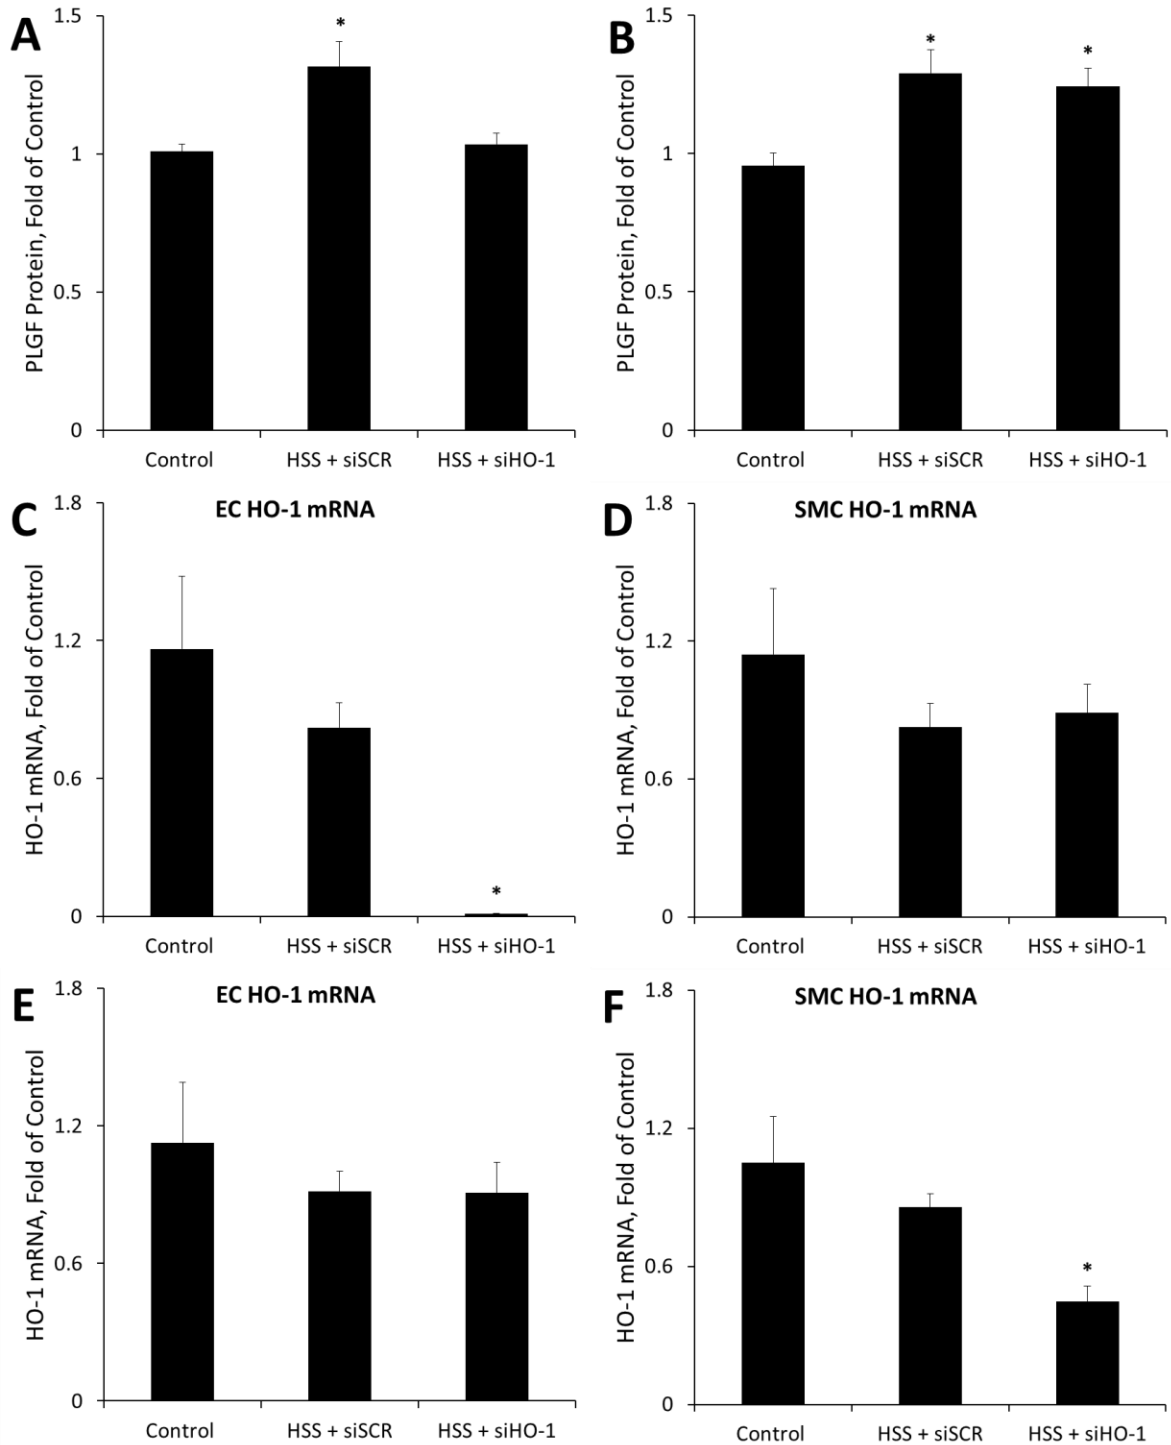 A
PLGF Protein, Fold of Control
1.5
1
0.5
0
*
Control
HSS + siSCR
HSS + siHO-1
B
PLGF Protein, Fold of Control
1.5
1
0.5
0
*
*
Control
HSS + siSCR
HSS + siHO-1
C
EC HO-1 mRNA
HO-1 mRNA, Fold of Control
1.8
1.2
0.6
0
*
Control
HSS + siSCR
HSS + siHO-1
D
SMC HO-1 mRNA
HO-1 mRNA, Fold of Control
1.8
1.2
0.6
0
Control
HSS + siSCR
HSS + siHO-1
E
EC HO-1 mRNA
HO-1 mRNA, Fold of Control
1.8
1.2
0.6
0
Control
HSS + siSCR
HSS + siHO-1
F
SMC HO-1 mRNA
HO-1 mRNA, Fold of Control
1.8
1.2
0.6
0
*
Control
HSS + siSCR
HSS + siHO-1